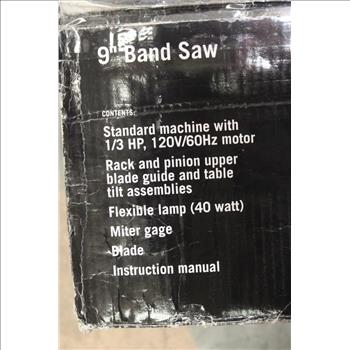 9" Band Saw
CONTENTS:
Standard machine with
1/3 HP, 120V/60Hz motor
Rack and pinion upper
blade guide and table
tilt assemblies
Flexible lamp (40 watt)
Miter gage
Blade
Instruction manual